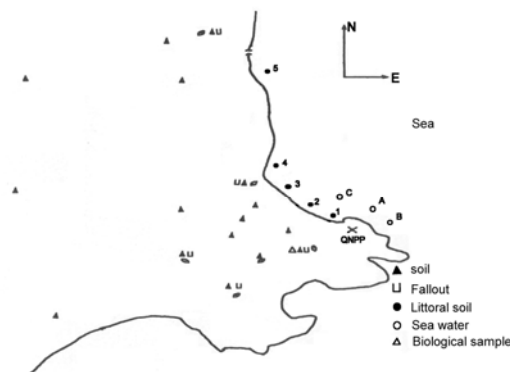 N
E
Sea
5
4
3
2
1
C
A
B
QNPP
soil
Fallout
Littoral soil
Sea water
Biological sample